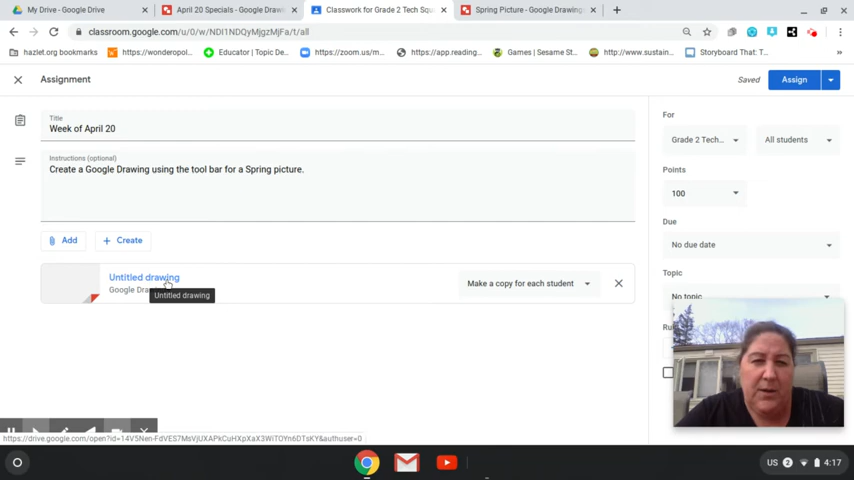 My Drive - Google Drive
April 20 Specials - Google Drawi
Classwork for Grade 2 Tech Squ
Spring Picture - Google Drawing
classroom.google.com/u/0/w/NDI1NDQyMjgzMjFa/t/all
hazlet.org bookmarks
https://wonderopol...
Educator | Topic De...
https://zoom.us/m...
https://app.reading...
Games | Sesame St...
http://www.sustain...
Storyboard That: T...
»
Assignment
Saved
Assign
Title
Week of April 20
Instructions (optional)
Create a Google Drawing using the tool bar for a Spring picture.
Add
Create
Untitled drawing
Google Dra
Untitled drawing
Make a copy for each student
For
Grade 2 Tech...
All students
Points
100
Due
No due date
Topic
No topic
Ru
https://drive.google.com/open?id=14V5Nen-FdVES7MsVjUXAPkCuHXpXaX3WiTOYn6DTsKY&authuser=0
US
2
4:17